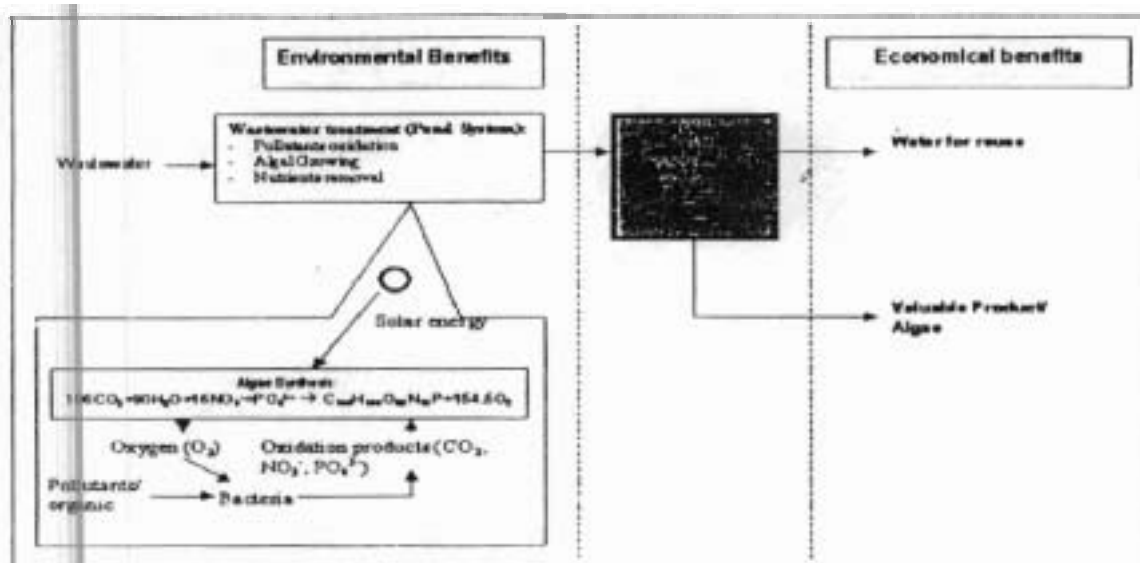 Environmental Benefits
Economical benefits
Wastewater treatment (Pond System):
- Pollutants oxidation
- Algal Growing
- Nutrients removal
Wastewater
Water for reuse
Valuable Product/
Algae
Solar energy
Algae Synthesis
Oxygen (O₂)
Oxidation products (CO₂,
NO₃⁻, PO₄³⁻)
Pollutants/
organic
Bacteria